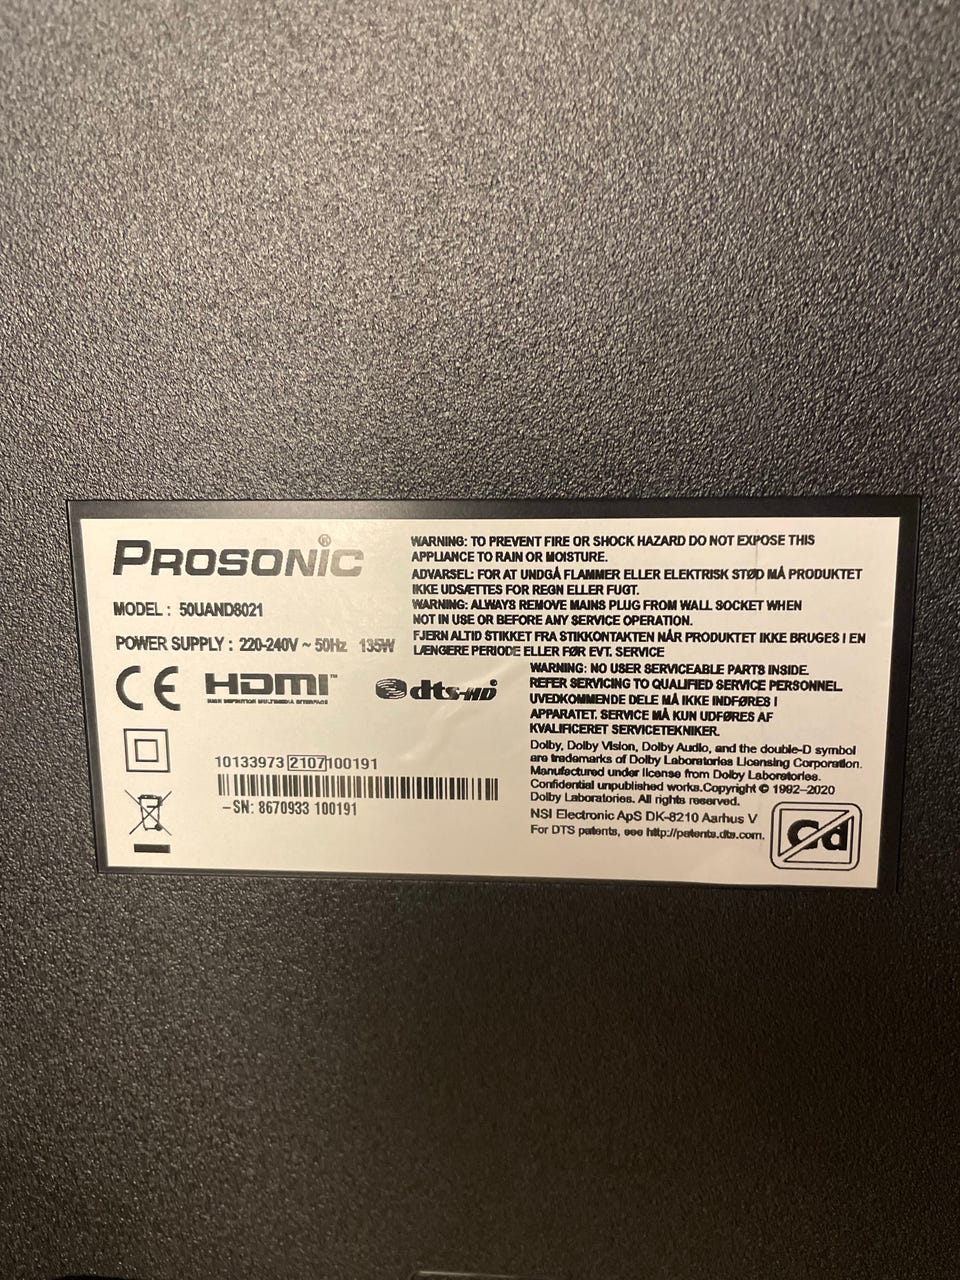 PROSONIC®
MODEL : 50UAND8021
POWER SUPPLY : 220-240V ~ 50Hz 135W
CE HDMI™
HIGH DEFINITION MULTIMEDIA INTERFACE
dts-HD
10133973 2107 100191
SN: 8670933 100191
WARNING: TO PREVENT FIRE OR SHOCK HAZARD DO NOT EXPOSE THIS
APPLIANCE TO RAIN OR MOISTURE.
ADVARSEL: FOR AT UNDGÅ FLAMMER ELLER ELEKTRISK STØD MÅ PRODUKTET
IKKE UDSÆTTES FOR REGN ELLER FUGT.
WARNING: ALWAYS REMOVE MAINS PLUG FROM WALL SOCKET WHEN
NOT IN USE OR BEFORE ANY SERVICE OPERATION.
FJERN ALTID STIKKET FRA STIKKONTAKTEN NÅR PRODUKTET IKKE BRUGES I EN
LÆNGERE PERIODE ELLER FØR EVT. SERVICE
WARNING: NO USER SERVICEABLE PARTS INSIDE.
REFER SERVICING TO QUALIFIED SERVICE PERSONNEL.
UVEDKOMMENDE DELE MÅ IKKE INDFØRES I
APPARATET. SERVICE MÅ KUN UDFØRES AF
KVALIFICERET SERVICETEKNIKER.
Dolby, Dolby Vision, Dolby Audio, and the double-D symbol
are trademarks of Dolby Laboratories Licensing Corporation.
Manufactured under license from Dolby Laboratories.
Confidential unpublished works.Copyright © 1992-2020
Dolby Laboratories. All rights reserved.
NSI Electronic ApS DK-8210 Aarhus V
For DTS patents, see http://patents.dts.com.
Pb